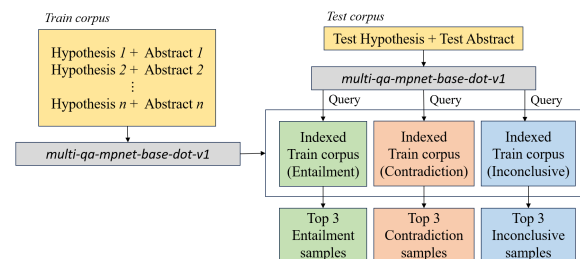 Train corpus
Hypothesis 1 + Abstract 1
Hypothesis 2 + Abstract 2
⋮
Hypothesis n + Abstract n
multi-qa-mpnet-base-dot-v1
Test corpus
Test Hypothesis + Test Abstract
multi-qa-mpnet-base-dot-v1
Query
Query
Query
Indexed
Train corpus
(Entailment)
Indexed
Train corpus
(Contradiction)
Indexed
Train corpus
(Inconclusive)
Top 3
Entailment
samples
Top 3
Contradiction
samples
Top 3
Inconclusive
samples